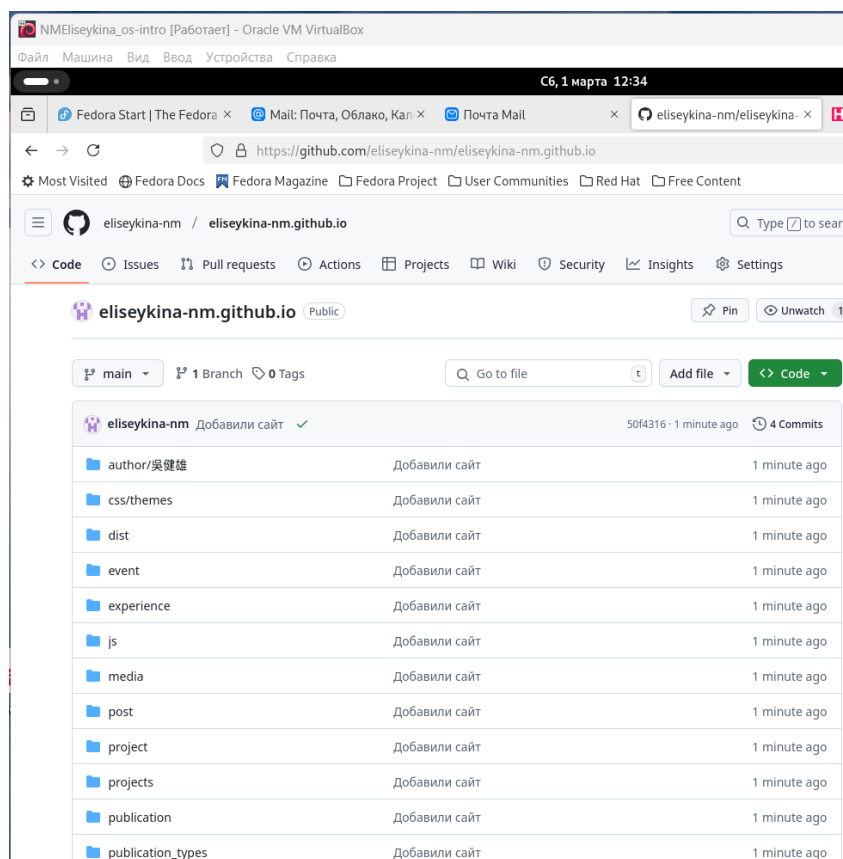 NMEliseykina_os-intro [Работает] - Oracle VM VirtualBox
Файл Машина Вид Ввод Устройства Справка
Сб, 1 марта 12:34
Fedora Start | The Fedora × Mail: Почта, Облако, Кал × Почта Mail × eliseykina-nm/eliseykina- ×
https://github.com/eliseykina-nm/eliseykina-nm.github.io
Most Visited Fedora Docs Fedora Magazine Fedora Project User Communities Red Hat Free Content
eliseykina-nm / eliseykina-nm.github.io Type / to sear
Code Issues Pull requests Actions Projects Wiki Security Insights Settings
eliseykina-nm.github.io Public Pin Unwatch 1
main 1 Branch 0 Tags Go to file t Add file Code
eliseykina-nm Добавили сайт 50f4316 · 1 minute ago 4 Commits
author/吳健雄 Добавили сайт 1 minute ago
css/themes Добавили сайт 1 minute ago
dist Добавили сайт 1 minute ago
event Добавили сайт 1 minute ago
experience Добавили сайт 1 minute ago
js Добавили сайт 1 minute ago
media Добавили сайт 1 minute ago
post Добавили сайт 1 minute ago
project Добавили сайт 1 minute ago
projects Добавили сайт 1 minute ago
publication Добавили сайт 1 minute ago
publication_types Добавили сайт 1 minute ago